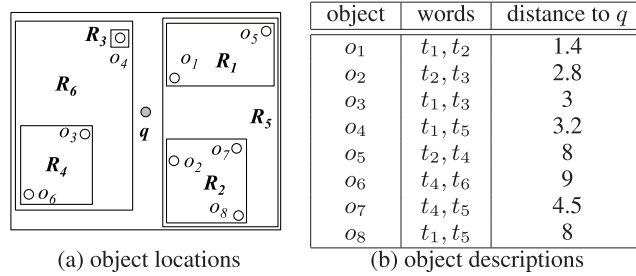 R3
o4
R6
o5
o1
R1
q
R5
o3
R4
o6
o2
o7
R2
o8
(a) object locations
object words distance to q
o1 t1, t2 1.4
o2 t2, t3 2.8
o3 t1, t3 3
o4 t1, t5 3.2
o5 t2, t4 8
o6 t4, t6 9
o7 t4, t5 4.5
o8 t1, t5 8
(b) object descriptions